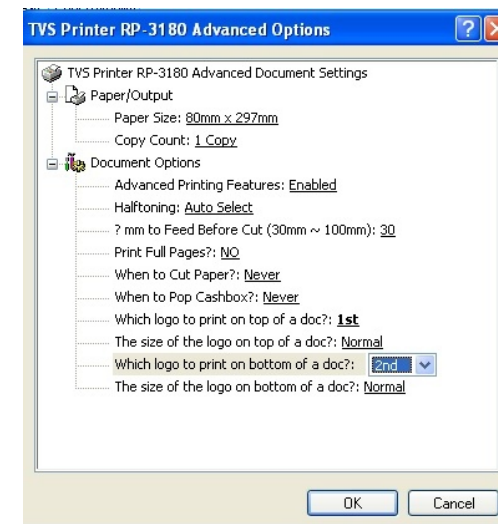 TVS Printer RP-3180 Advanced Options
TVS Printer RP-3180 Advanced Document Settings
Paper/Output
Paper Size: 80mm x 297mm
Copy Count: 1 Copy
Document Options
Advanced Printing Features: Enabled
Halftoning: Auto Select
? mm to Feed Before Cut (30mm ~ 100mm): 30
Print Full Pages?: NO
When to Cut Paper?: Never
When to Pop Cashbox?: Never
Which logo to print on top of a doc?: 1st
The size of the logo on top of a doc?: Normal
Which logo to print on bottom of a doc?: 2nd
The size of the logo on bottom of a doc?: Normal
OK Cancel